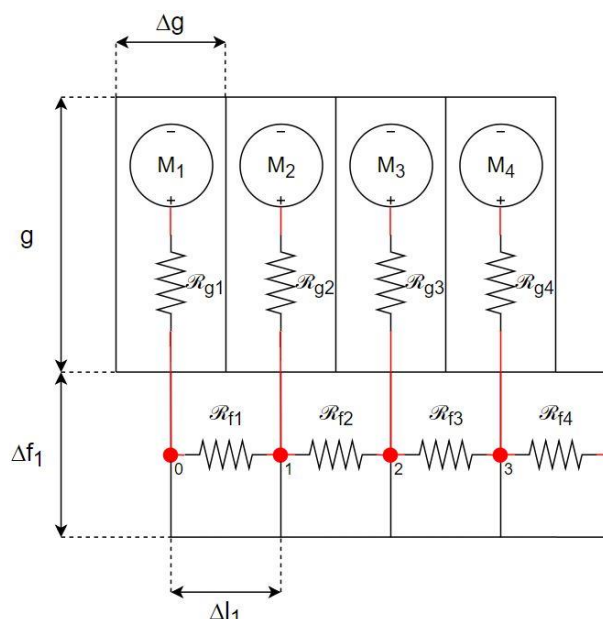 Δg
− − − −
M₁ M₂ M₃ M₄
+ + + +
g
ℛg1 ℛg2 ℛg3 ℛg4
ℛf1 ℛf2 ℛf3 ℛf4
Δf₁
0 1 2 3
Δl₁